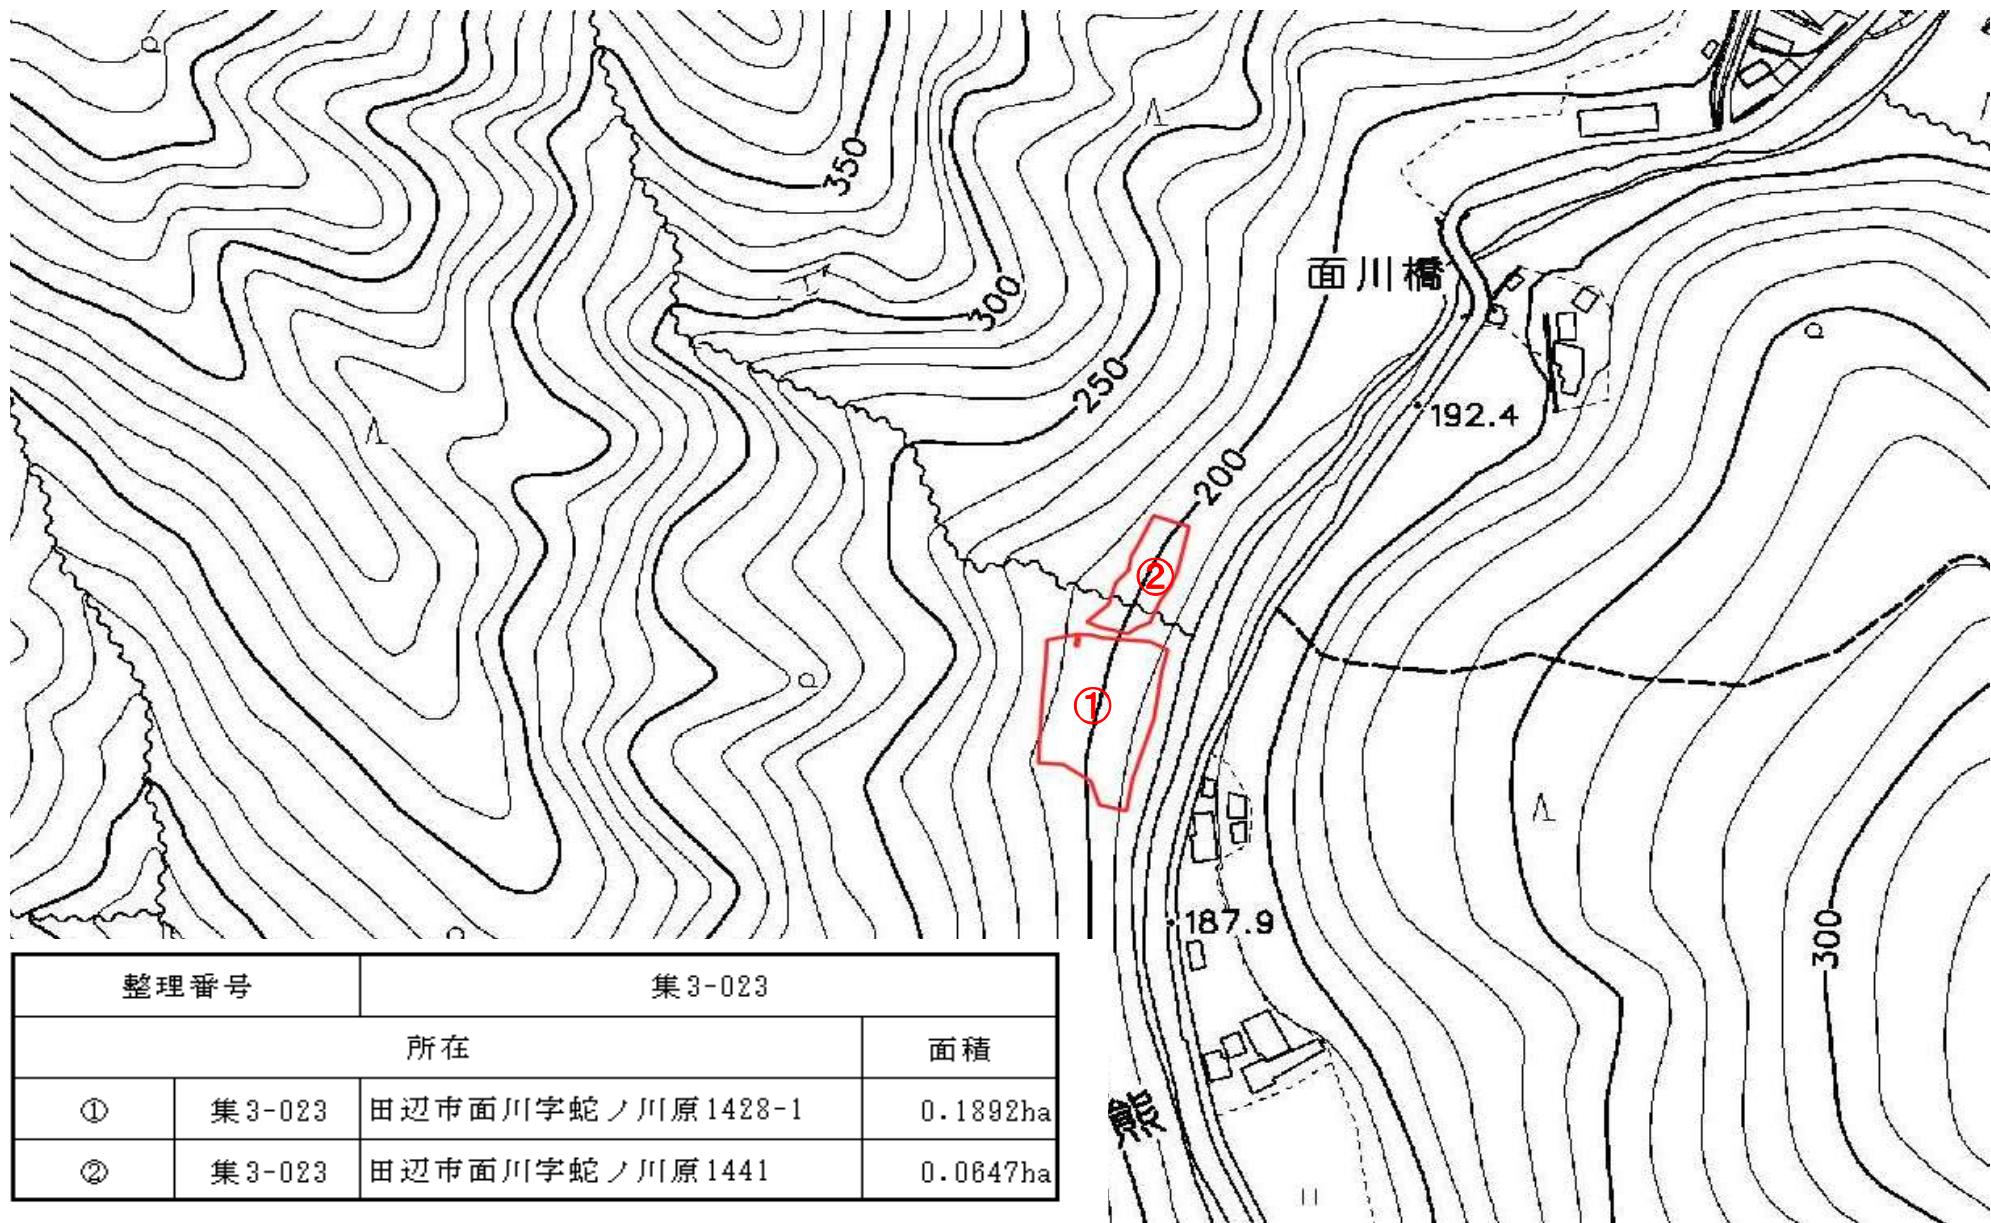 350
300
面川橋
250
192.4
200
②
①
187.9
300
熊
整理番号 集3-023
所在 面積
① 集3-023 田辺市面川字蛇ノ川原1428-1 0.1892ha
② 集3-023 田辺市面川字蛇ノ川原1441 0.0647ha